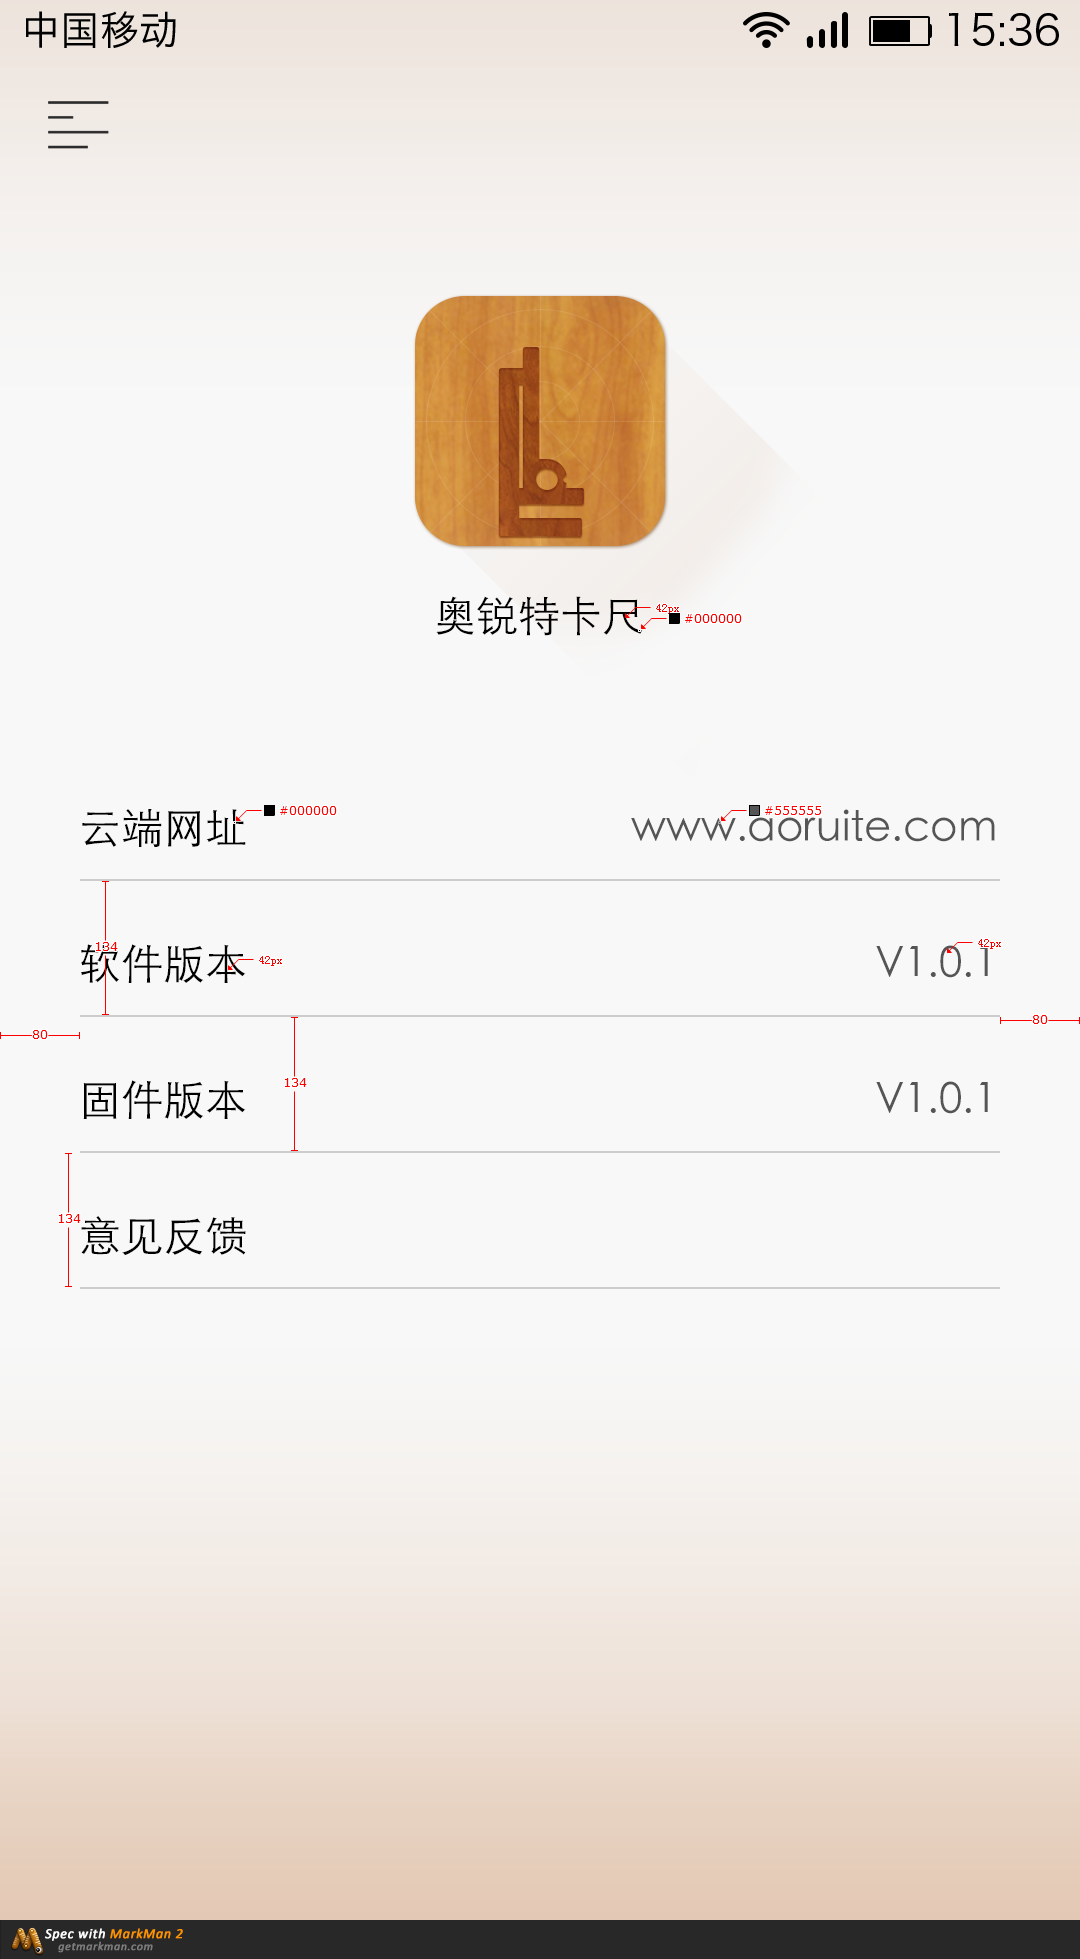 中国移动 15:36
奥锐特卡尺
42px
#000000
云端网址 #000000 www.aoruite.com #555555
134
软件版本 42px V1.0.1 42px
80 80
134
固件版本 V1.0.1
134
意见反馈
Spec with MarkMan 2
getmarkman.com